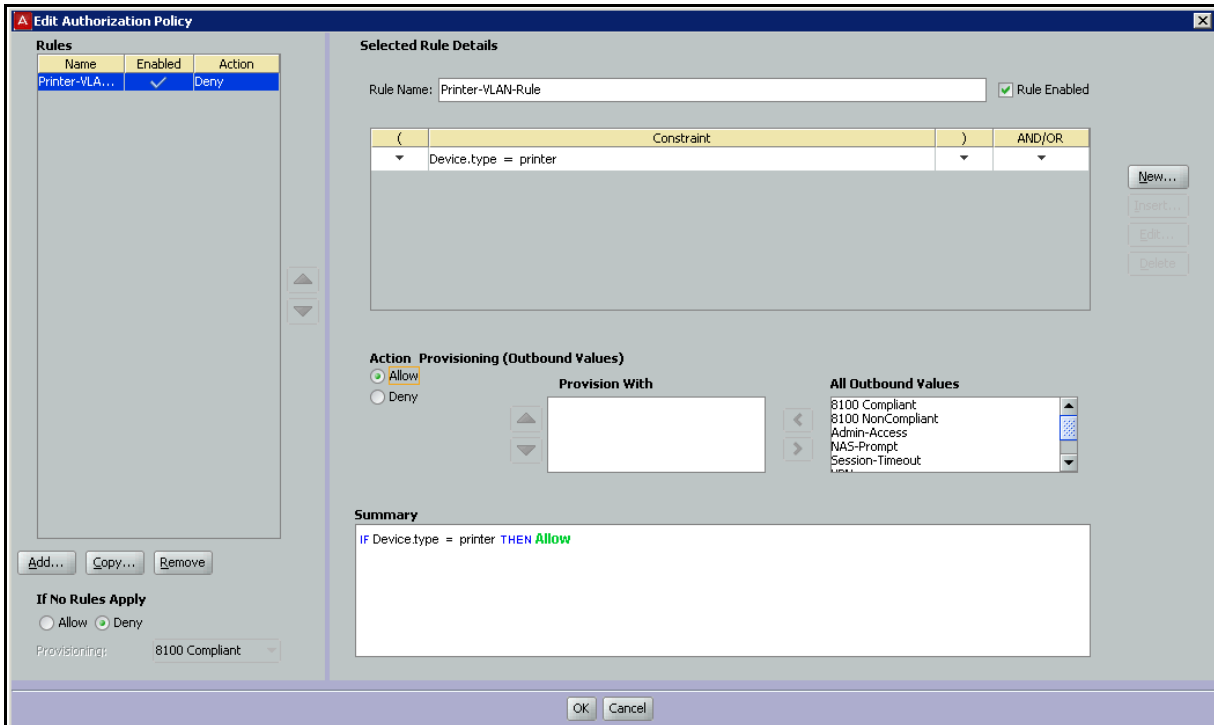 Edit Authorization Policy
Rules
Name Enabled Action
Printer-VLA... Deny
Add... Copy... Remove
If No Rules Apply
Allow Deny
Provisioning: 8100 Compliant
Selected Rule Details
Rule Name: Printer-VLAN-Rule Rule Enabled
( Constraint ) AND/OR
Device.type = printer
New...
Insert...
Edit...
Delete
Action Provisioning (Outbound Values)
Allow
Deny
Provision With
All Outbound Values
8100 Compliant
8100 NonCompliant
Admin-Access
NAS-Prompt
Session-Timeout
Summary
IF Device.type = printer THEN Allow
OK Cancel